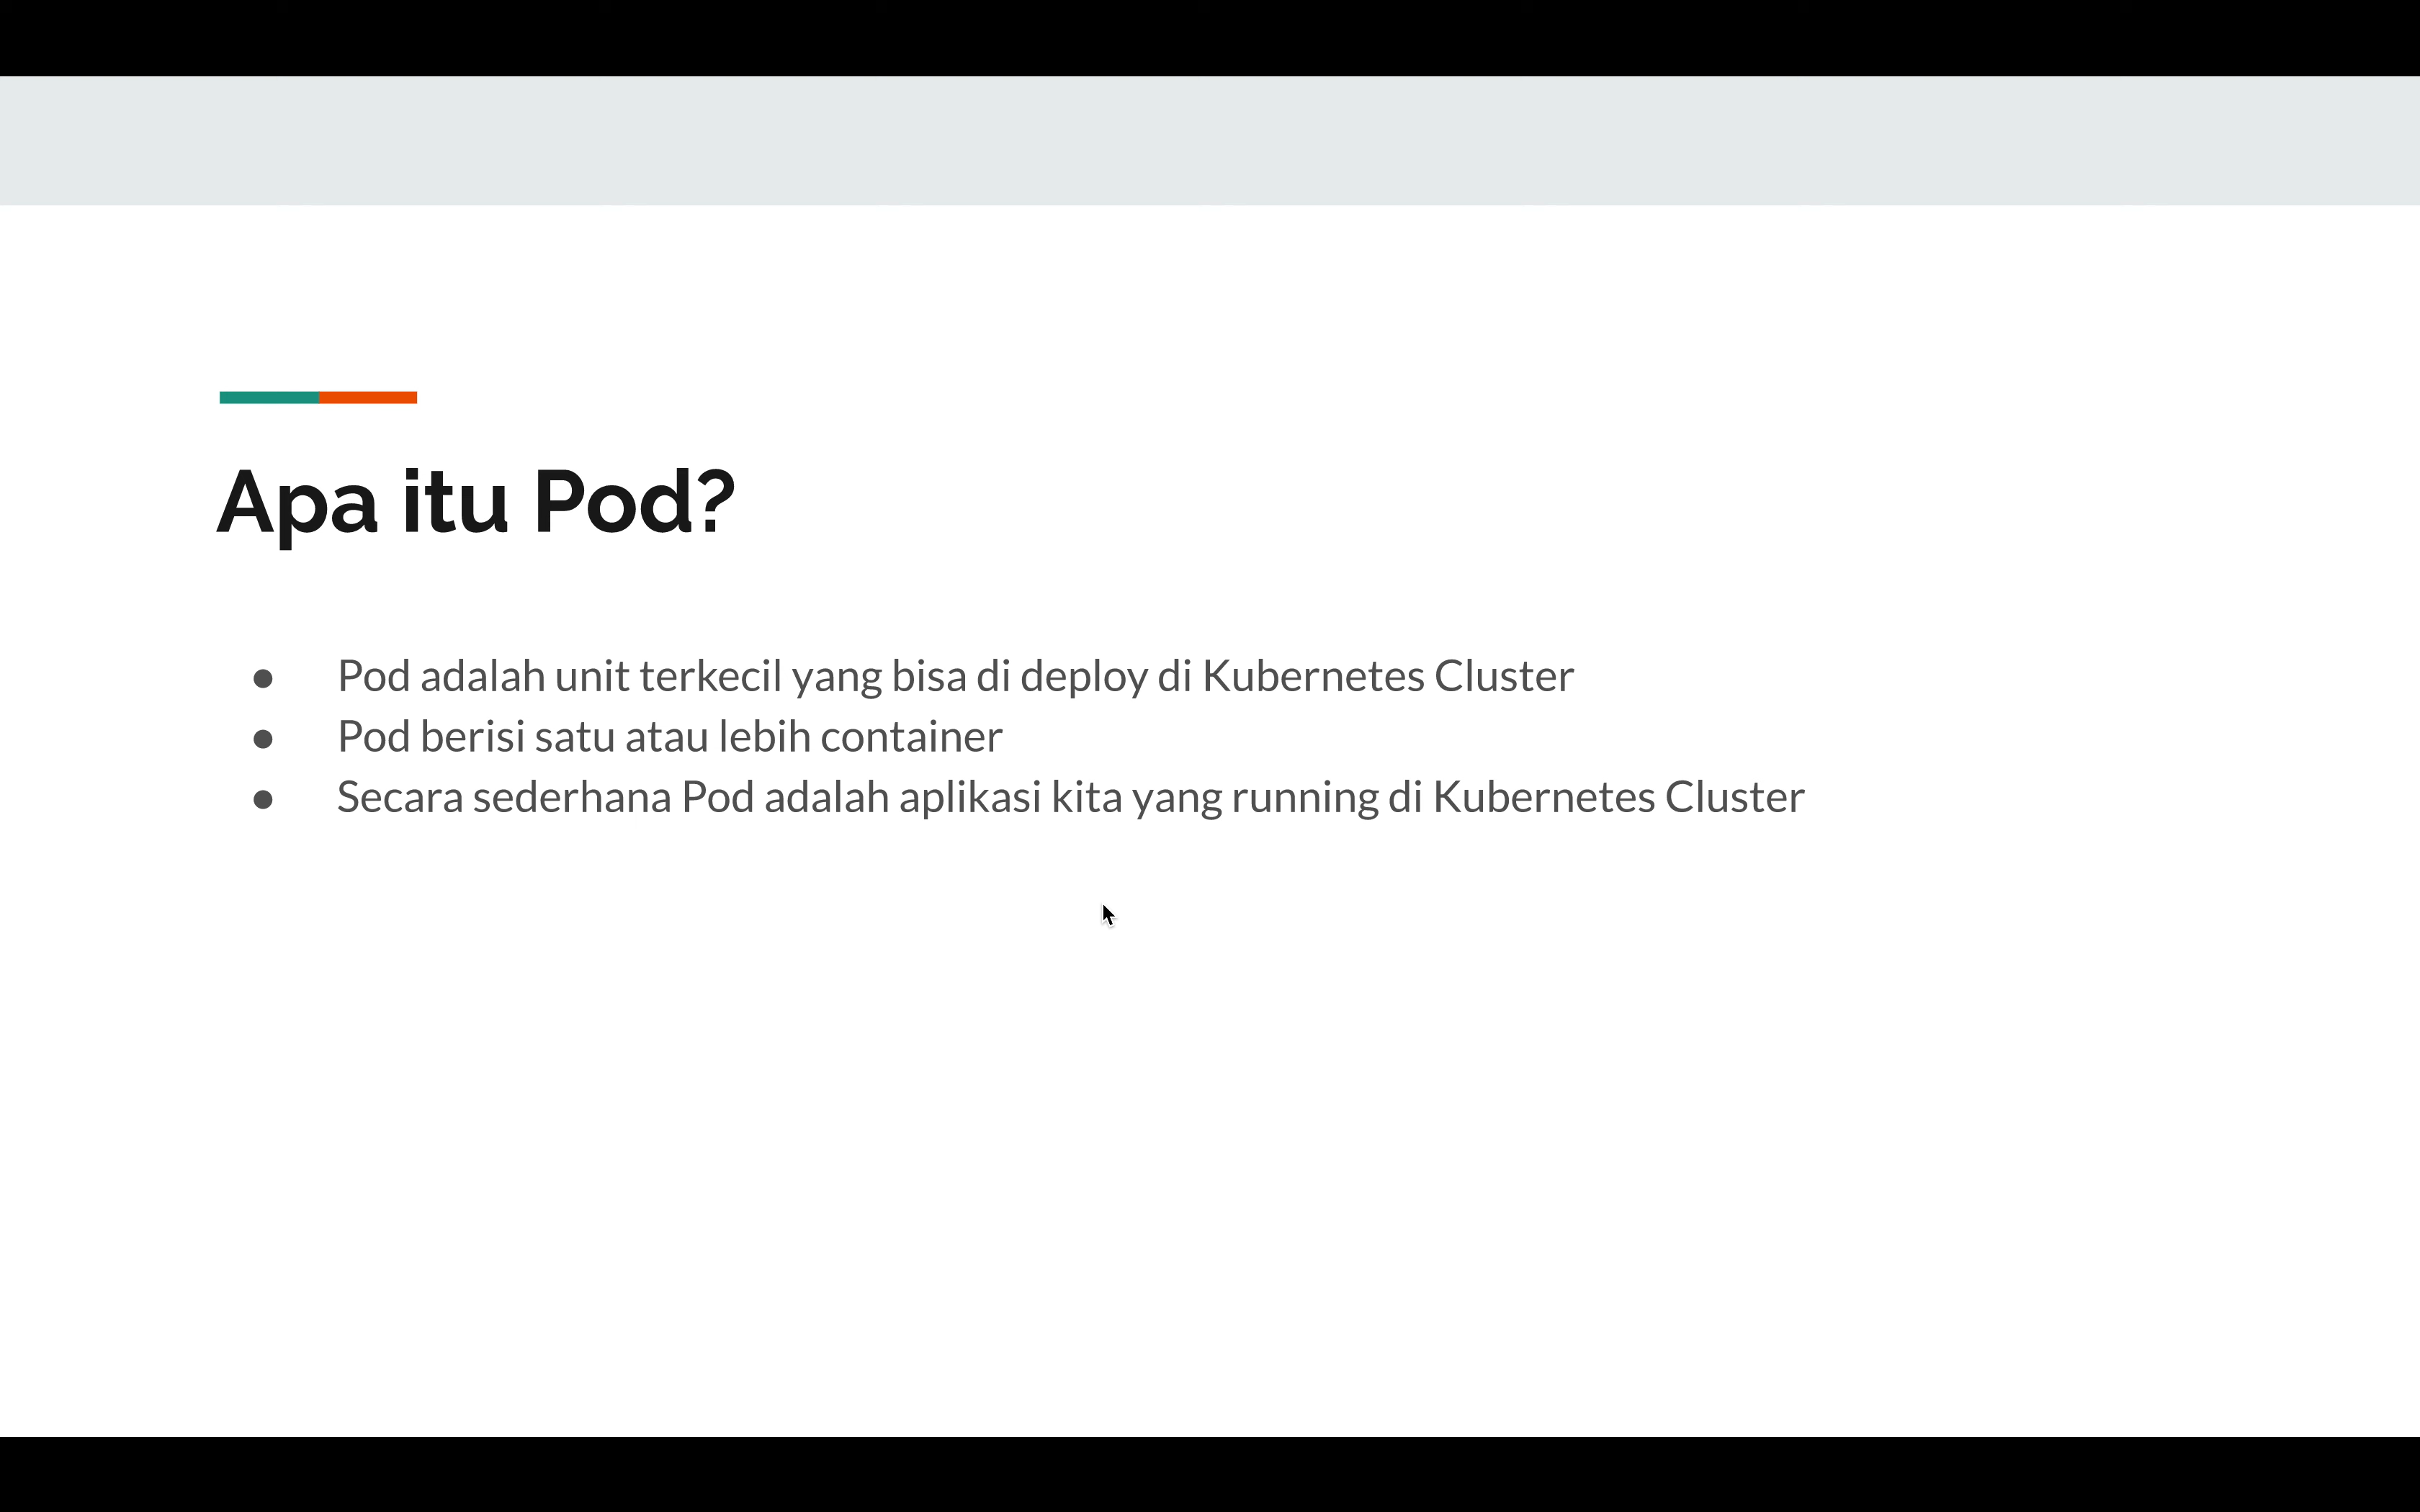 Apa itu Pod?
● Pod adalah unit terkecil yang bisa di deploy di Kubernetes Cluster
● Pod berisi satu atau lebih container
● Secara sederhana Pod adalah aplikasi kita yang running di Kubernetes Cluster